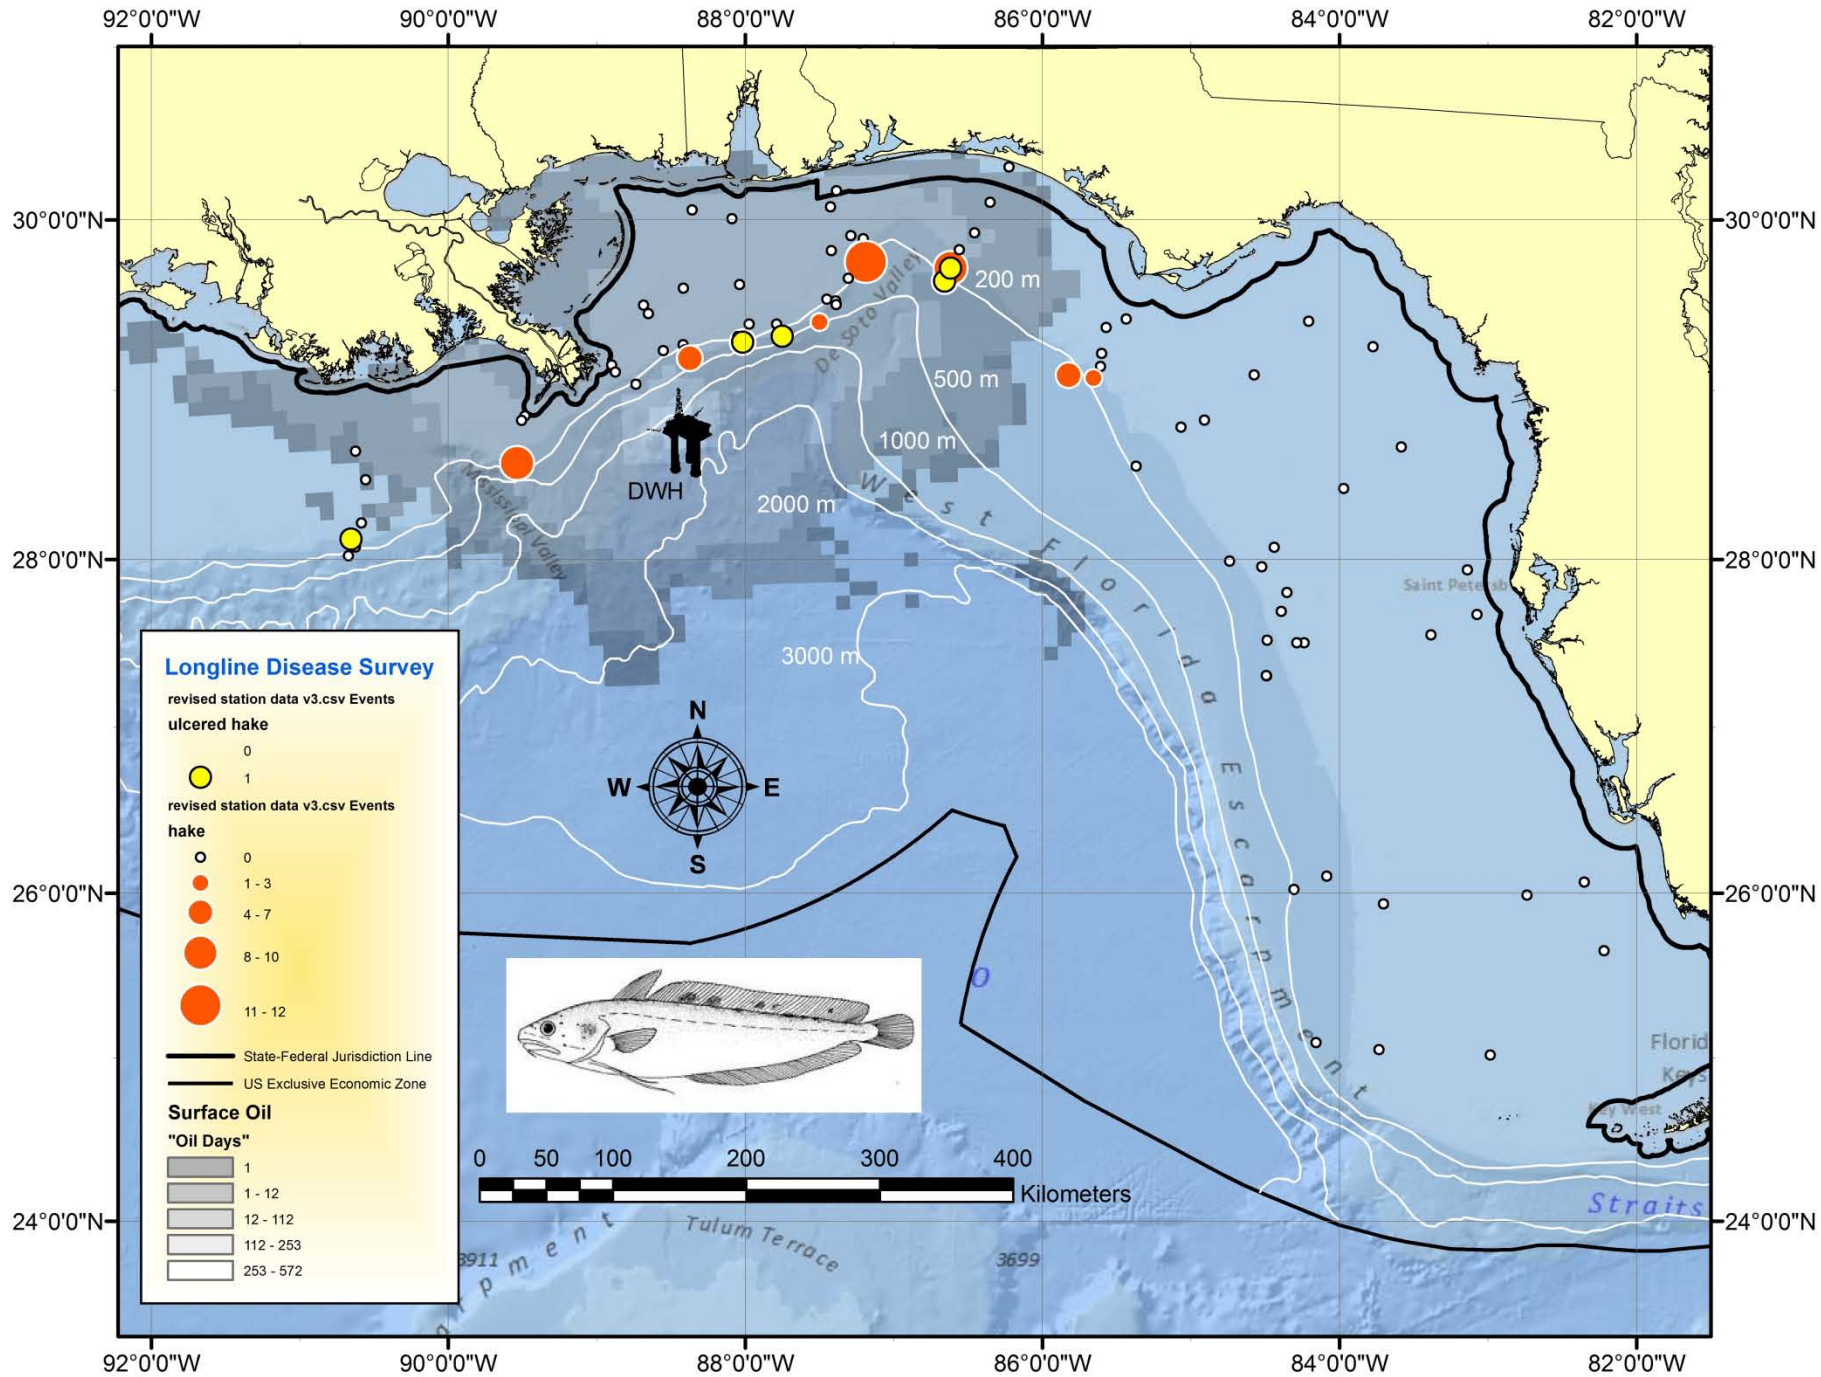 92°0'0"W 90°0'0"W 88°0'0"W 86°0'0"W 84°0'0"W 82°0'0"W
30°0'0"N 30°0'0"N
200 m
De Soto Valley
500 m
1000 m
DWH
2000 m
Mississippi Valley
West Florida Escarpment
28°0'0"N 28°0'0"N
Saint Petersb
3000 m
Longline Disease Survey
revised station data v3.csv Events
ulcered hake
0
1
revised station data v3.csv Events
hake
0
1 - 3
4 - 7
8 - 10
11 - 12
State-Federal Jurisdiction Line
US Exclusive Economic Zone
Surface Oil
"Oil Days"
1
1 - 12
12 - 112
112 - 253
253 - 572
N
W E
S
26°0'0"N 26°0'0"N
O
Florid
Keys
Key West
0 50 100 200 300 400
Kilometers
Straits
24°0'0"N 24°0'0"N
Tulum Terrace
3911
pment
3699
92°0'0"W 90°0'0"W 88°0'0"W 86°0'0"W 84°0'0"W 82°0'0"W